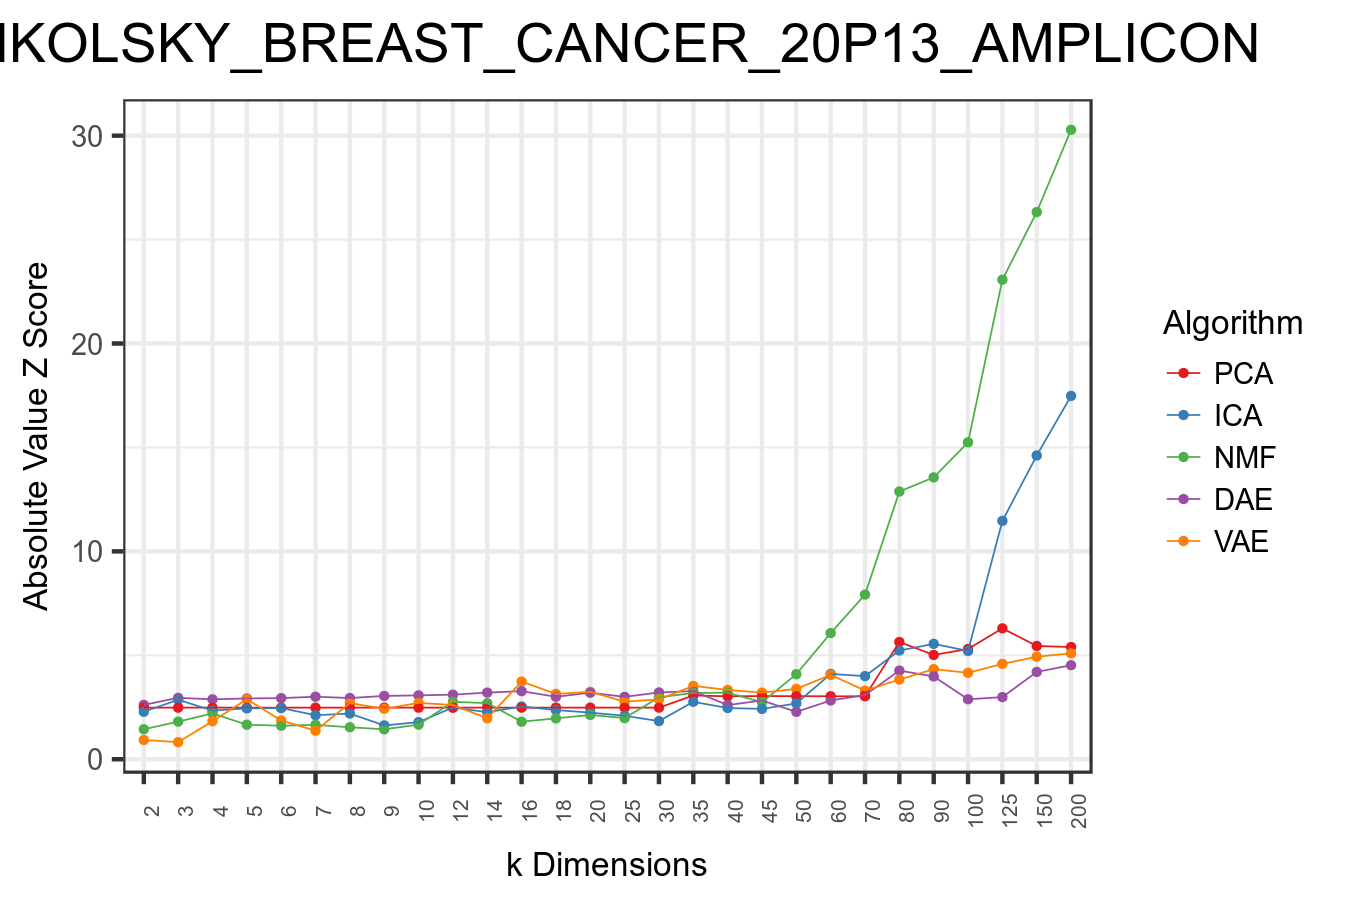 IKOLSKY_BREAST_CANCER_20P13_AMPLICON
30
20
10
0
Absolute Value Z Score
2 3 4 5 6 7 8 9 10 12 14 16 18 20 25 30 35 40 45 50 60 70 80 90 100 125 150 200
k Dimensions
Algorithm
PCA
ICA
NMF
DAE
VAE